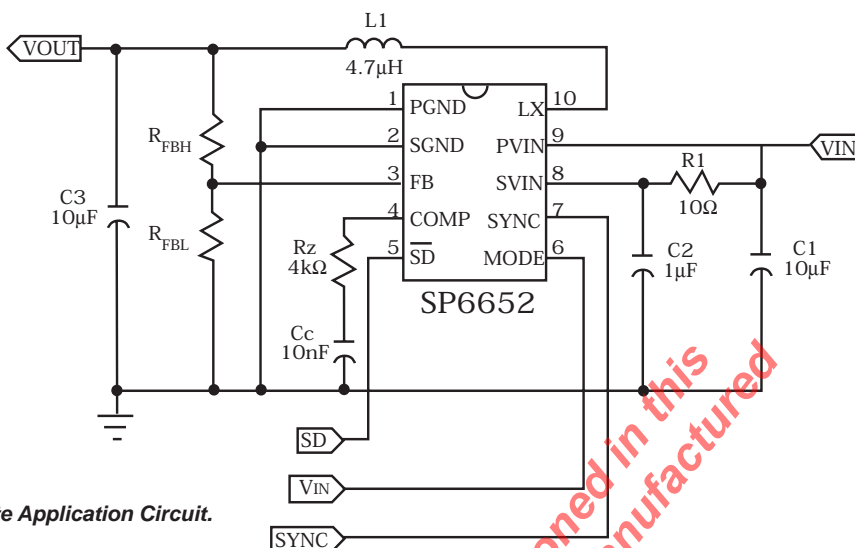 L1
VOUT
4.7µH
1 PGND LX 10
2 SGND PVIN 9
VIN
3 FB SVIN 8
R1
10Ω
4 COMP SYNC 7
5 SD MODE 6
SP6652
RFBH
RFBL
C3
10µF
Rz
4kΩ
Cc
10nF
C2
1µF
C1
10µF
SD
VIN
SYNC
e Application Circuit.
oned in this
nufactured